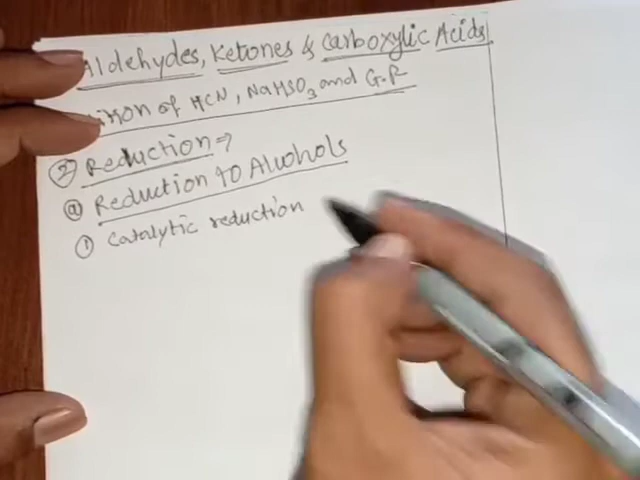 Aldehydes, Ketones & Carboxylic Acids
of HCN, NaHSO3 and G.R
② Reduction →
ⓐ Reduction to Alcohols
① Catalytic reduction